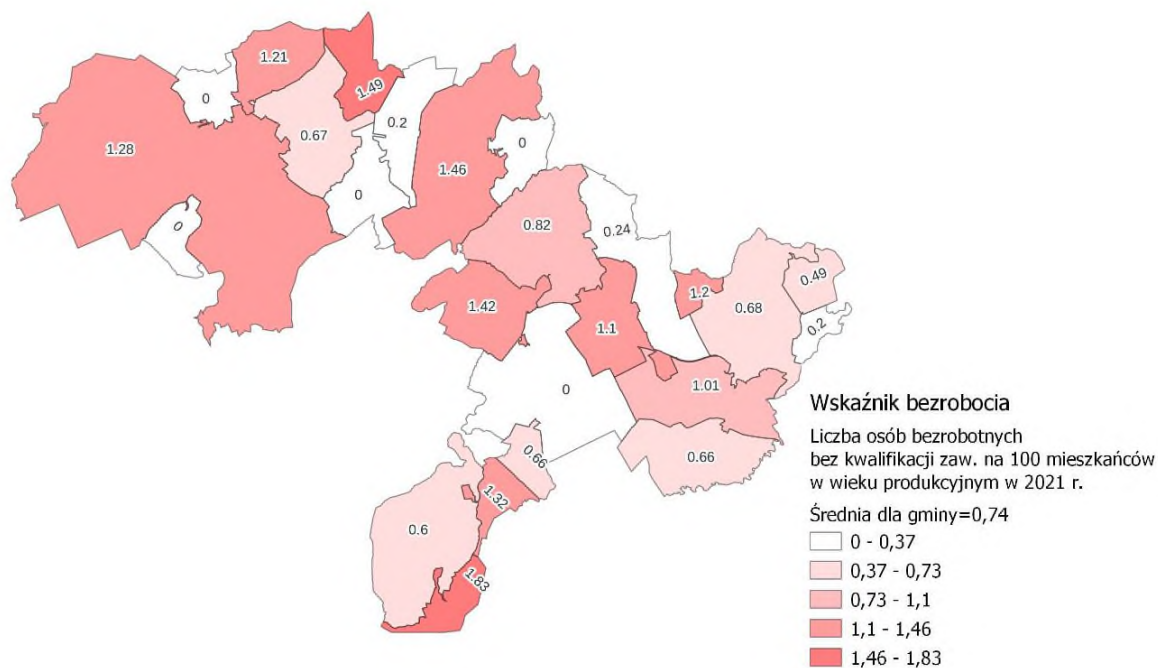 1.21
1.49
0
0.67
0.2
1.28
0
1.46
0
0
0.82
0.24
0.49
1.2
0.68
0.2
1.42
1.1
0
1.01
0.66
0.66
1.32
0.6
1.83
Wskaźnik bezrobocia
Liczba osób bezrobotnych
bez kwalifikacji zaw. na 100 mieszkańców
w wieku produkcyjnym w 2021 r.
Średnia dla gminy=0,74
0 - 0,37
0,37 - 0,73
0,73 - 1,1
1,1 - 1,46
1,46 - 1,83